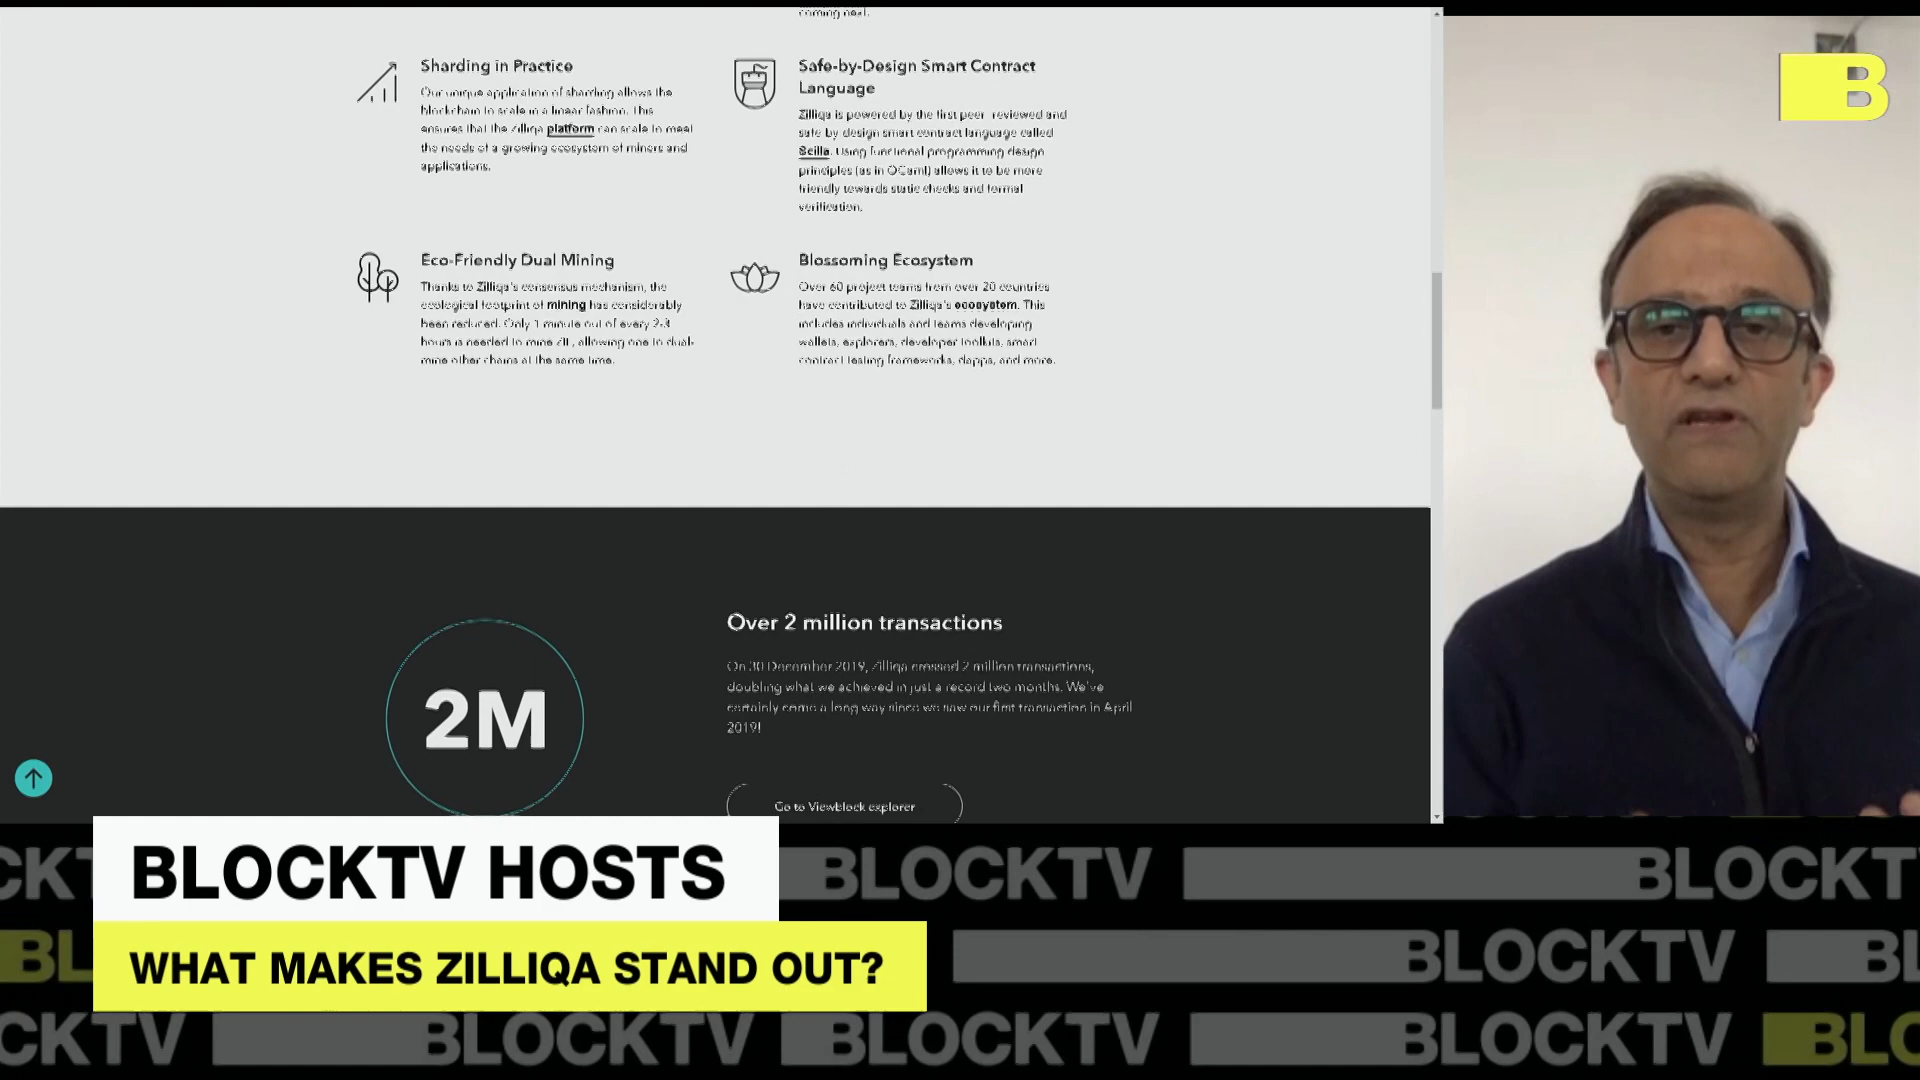 coming next.
Sharding in Practice
Our unique application of sharding allows the
blockchain to scale in a linear fashion. This
ensures that the Zilliqa platform can scale to meet
the needs of a growing ecosystem of miners and
applications.
Safe-by-Design Smart Contract
Language
Zilliqa is powered by the first peer-reviewed and
safe-by-design smart contract language called
Scilla. Using functional programming design
principles (as in OCaml) allows it to be more
friendly towards static checks and formal
verification.
Eco-Friendly Dual Mining
Thanks to Zilliqa's consensus mechanism, the
ecological footprint of mining has considerably
been reduced. Only 1 minute out of every 2-3
hours is needed to mine ZIL, allowing one to dual-
mine other chains at the same time.
Blossoming Ecosystem
Over 60 project teams from over 20 countries
have contributed to Zilliqa's ecosystem. This
includes individuals and teams developing
wallets, explorers, developer toolkits, smart
contract testing frameworks, dapps, and more.
B
2M
Over 2 million transactions
On 30 December 2019, Zilliqa crossed 2 million transactions,
doubling what we achieved in just a record two months. We've
certainly come a long way since we saw our first transaction in April
2019!
Go to Viewblock explorer
BLOCKTV HOSTS
WHAT MAKES ZILLIQA STAND OUT?
CKT BLOCKTV BLOCKT
BL BLOCKTV BL
CKTV BLOCKTV BLOCKTV BLOCKTV BLO